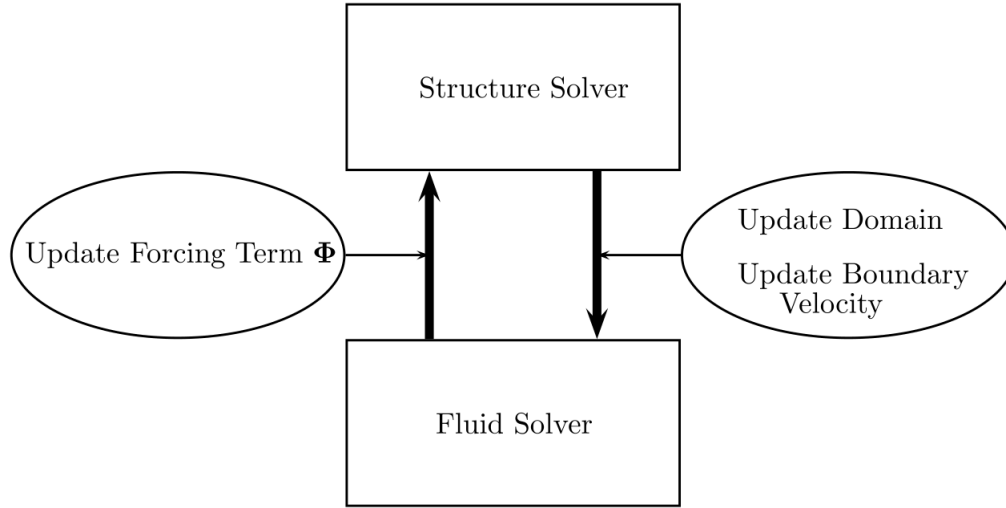 Structure Solver
Update Forcing Term Φ
Update Domain
Update Boundary
Velocity
Fluid Solver